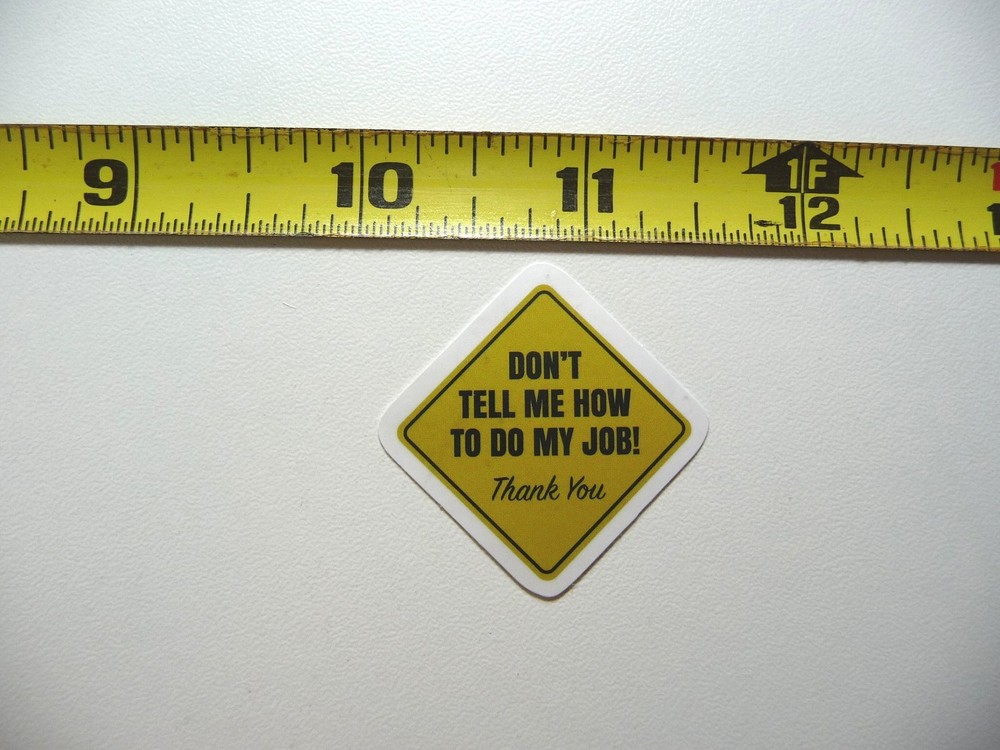 9 10 11 1F
12
DON'T
TELL ME HOW
TO DO MY JOB!
Thank You